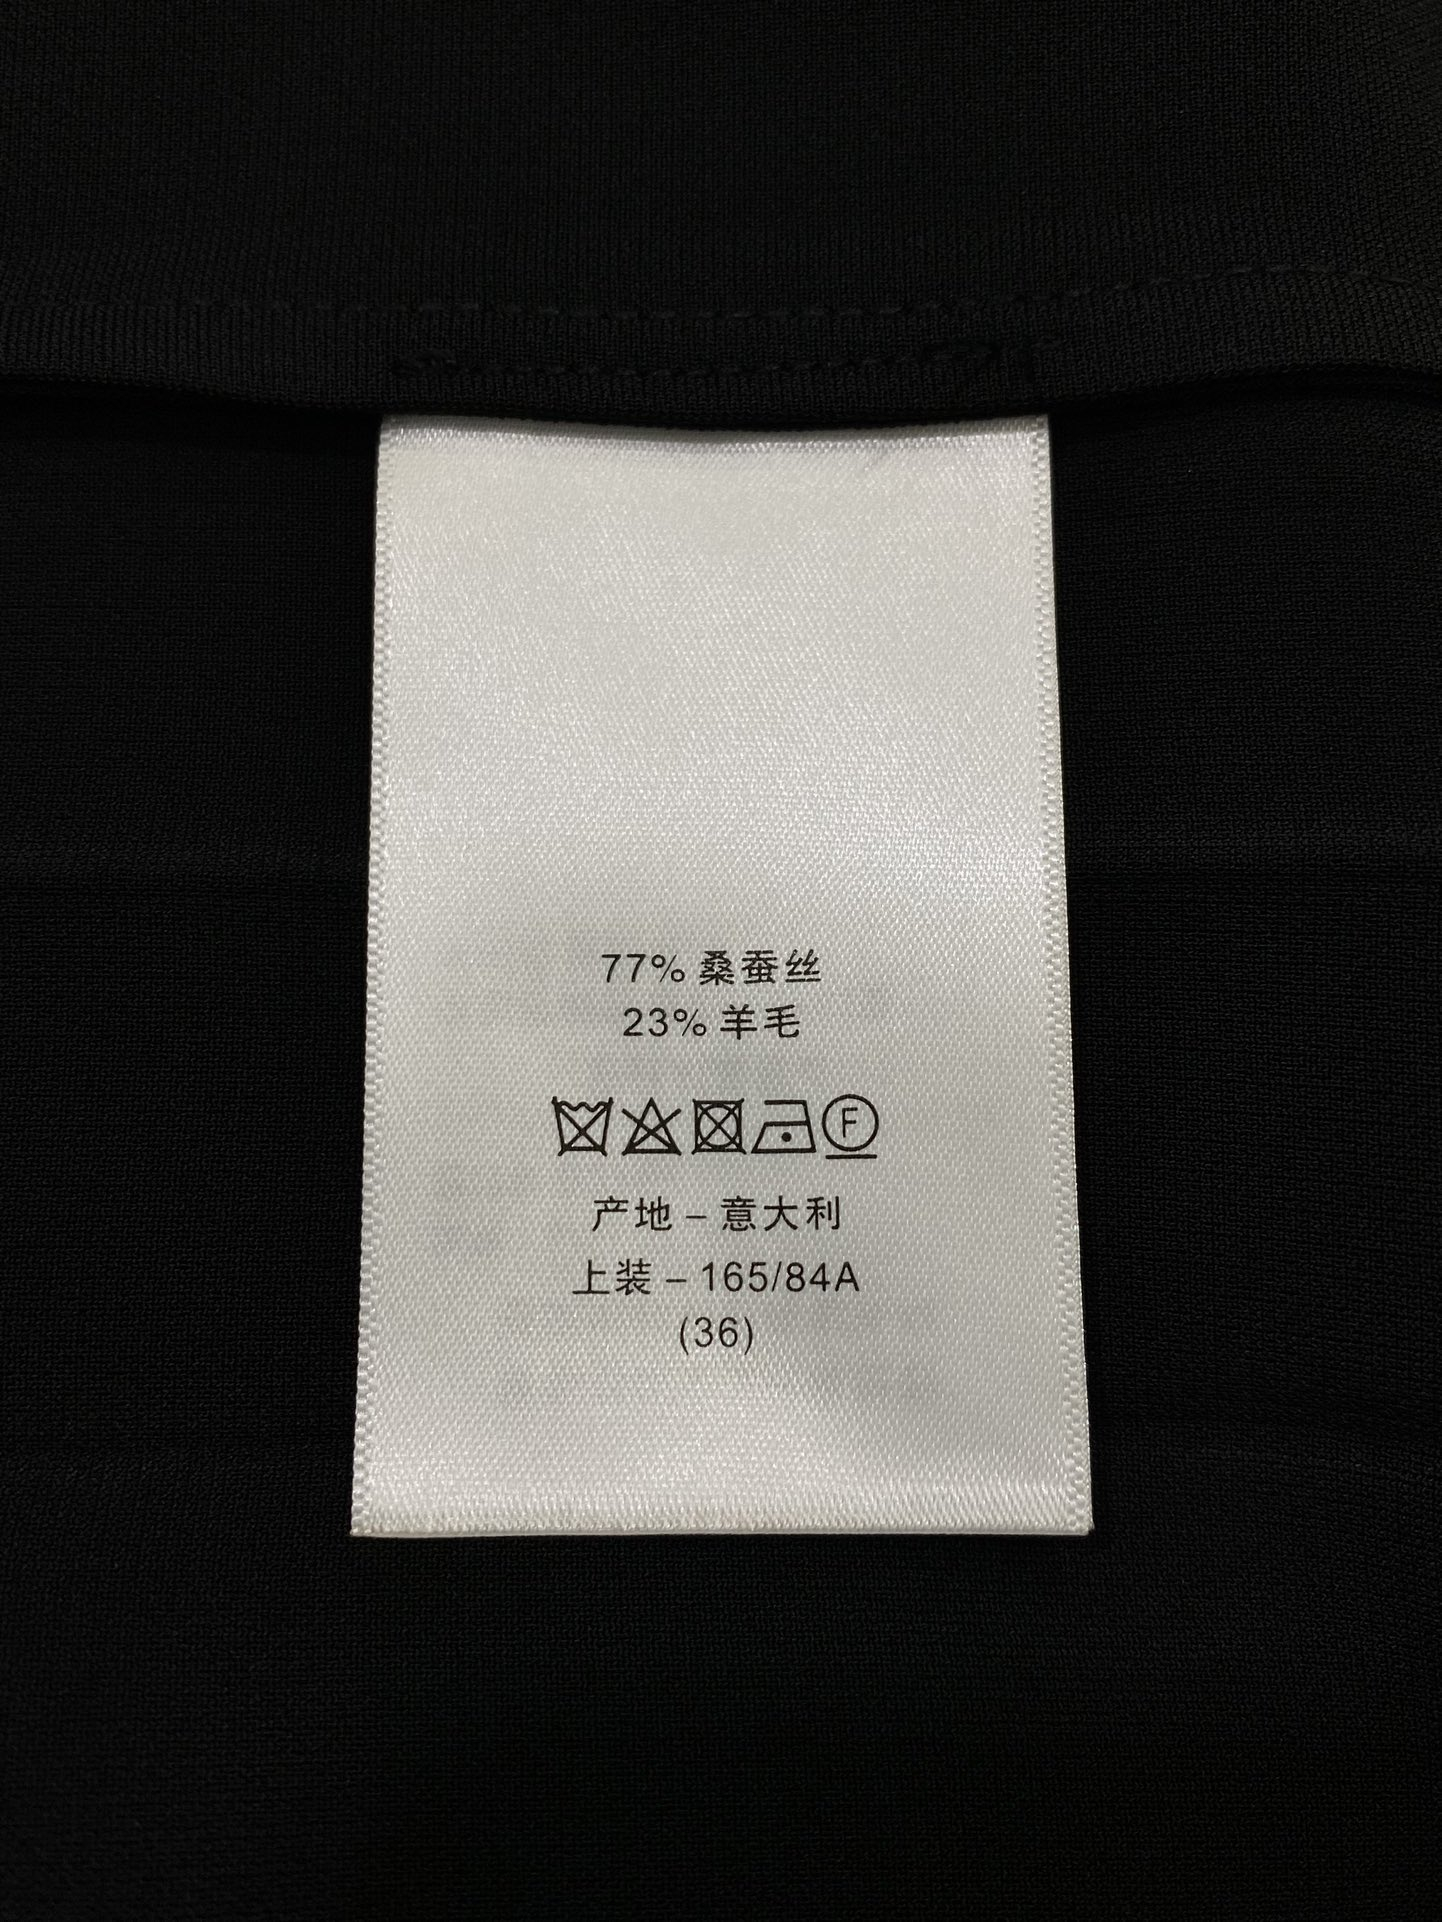 77% 桑蚕丝
23% 羊毛
F
产地 – 意大利
上装 – 165/84A
(36)